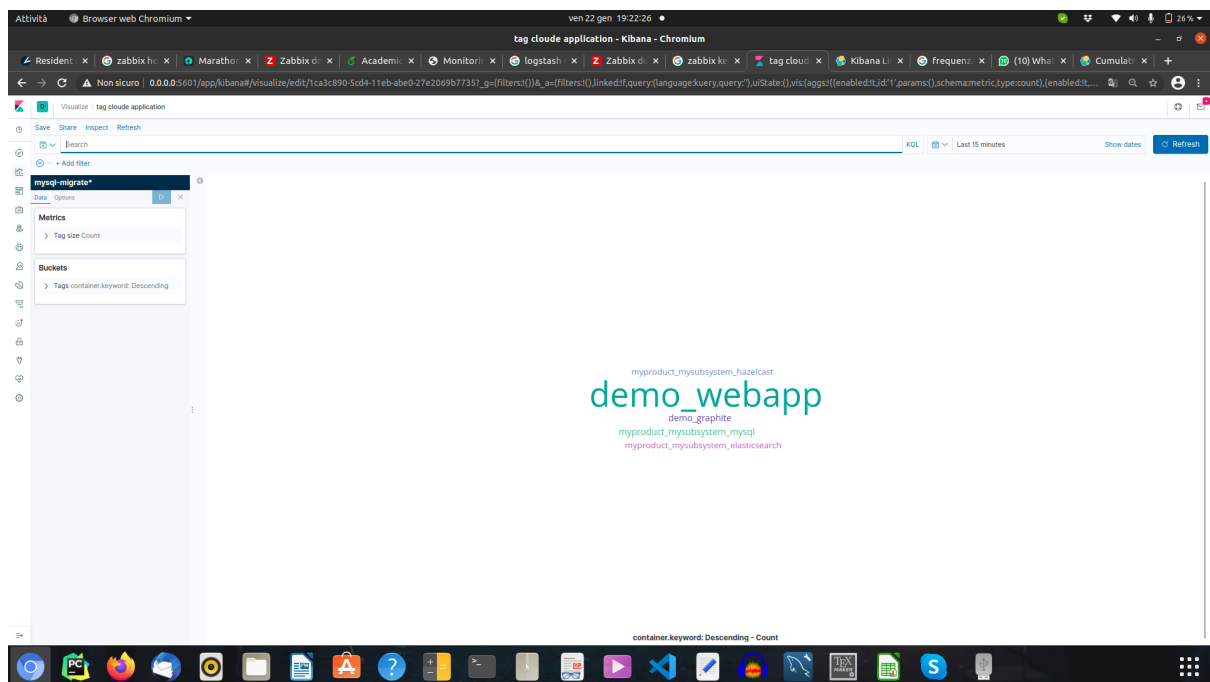 Attività Browser web Chromium ven 22 gen 19:22:26 26%
tag cloude application - Kibana - Chromium
Resident zabbix ho Marathor Zabbix do Academic Monitorir logstash Zabbix do zabbix ke tag cloud Kibana Li frequenz (10) What Cumulati
Non sicuro 0.0.0.0:5601/app/kibana#/visualize/edit/1ca3c890-5cd4-11eb-abe0-27e2069b7735?_g=(filters:!())&_a=(filters:!(),linked:!f,query:(language:kuery,query:''),uiState:(),vis:(aggs:!((enabled:!t,id:'1',params:(),schema:metric,type:count),(enabled:!t,...
D Visualize / tag cloude application
Save Share Inspect Refresh
Search KQL Last 15 minutes Show dates Refresh
+ Add filter
mysql-migrate*
Data Options
Metrics
Tag size Count
Buckets
Tags container.keyword: Descending
myproduct_mysubsystem_hazelcast
demo_webapp
demo_graphite
myproduct_mysubsystem_mysql
myproduct_mysubsystem_elasticsearch
container.keyword: Descending - Count